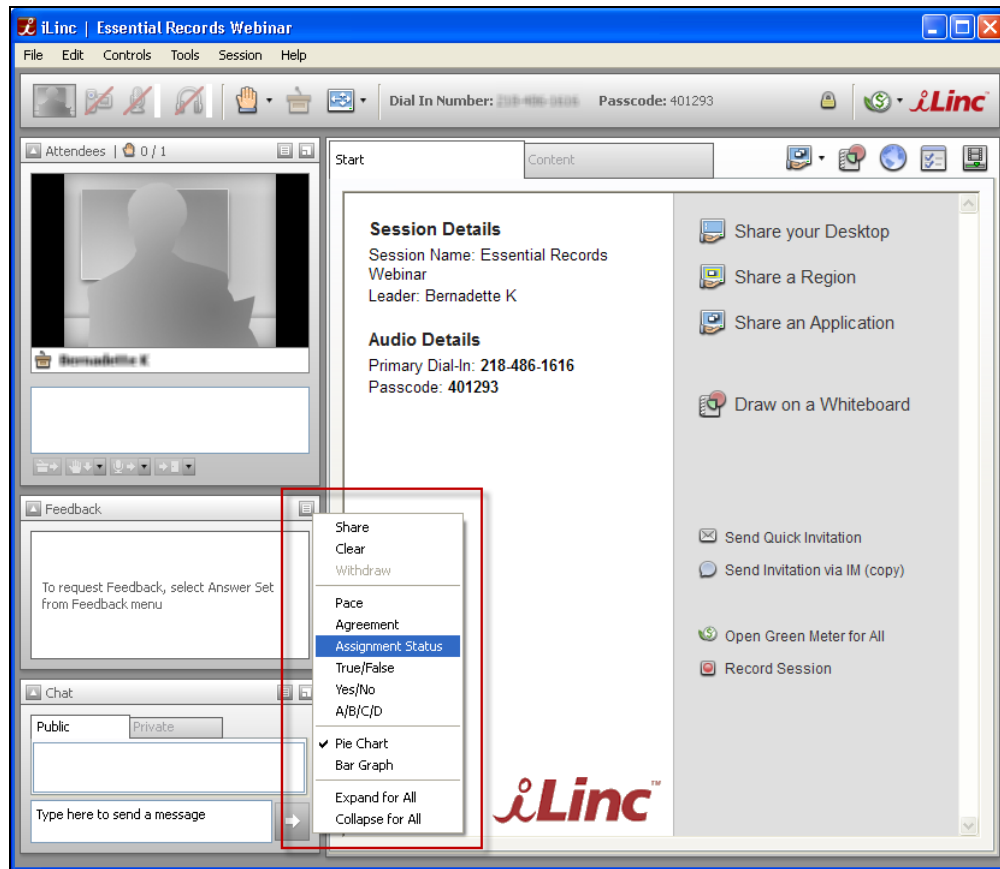 iLinc | Essential Records Webinar
File Edit Controls Tools Session Help
Dial In Number: Passcode: 401293
iLinc
Attendees | 0 / 1
Start
Content
Session Details
Session Name: Essential Records
Webinar
Leader: Bernadette K
Audio Details
Primary Dial-In: 218-486-1616
Passcode: 401293
Share your Desktop
Share a Region
Share an Application
Draw on a Whiteboard
Send Quick Invitation
Send Invitation via IM (copy)
Open Green Meter for All
Record Session
Feedback
To request Feedback, select Answer Set
from Feedback menu
Share
Clear
Withdraw
Pace
Agreement
Assignment Status
True/False
Yes/No
A/B/C/D
Pie Chart
Bar Graph
Expand for All
Collapse for All
Chat
Public
Private
Type here to send a message
iLinc™